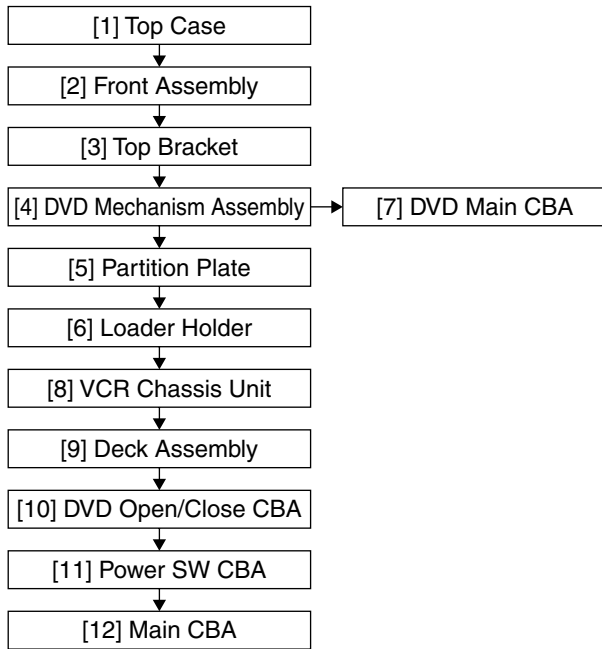 [1] Top Case
[2] Front Assembly
[3] Top Bracket
[4] DVD Mechanism Assembly
[7] DVD Main CBA
[5] Partition Plate
[6] Loader Holder
[8] VCR Chassis Unit
[9] Deck Assembly
[10] DVD Open/Close CBA
[11] Power SW CBA
[12] Main CBA